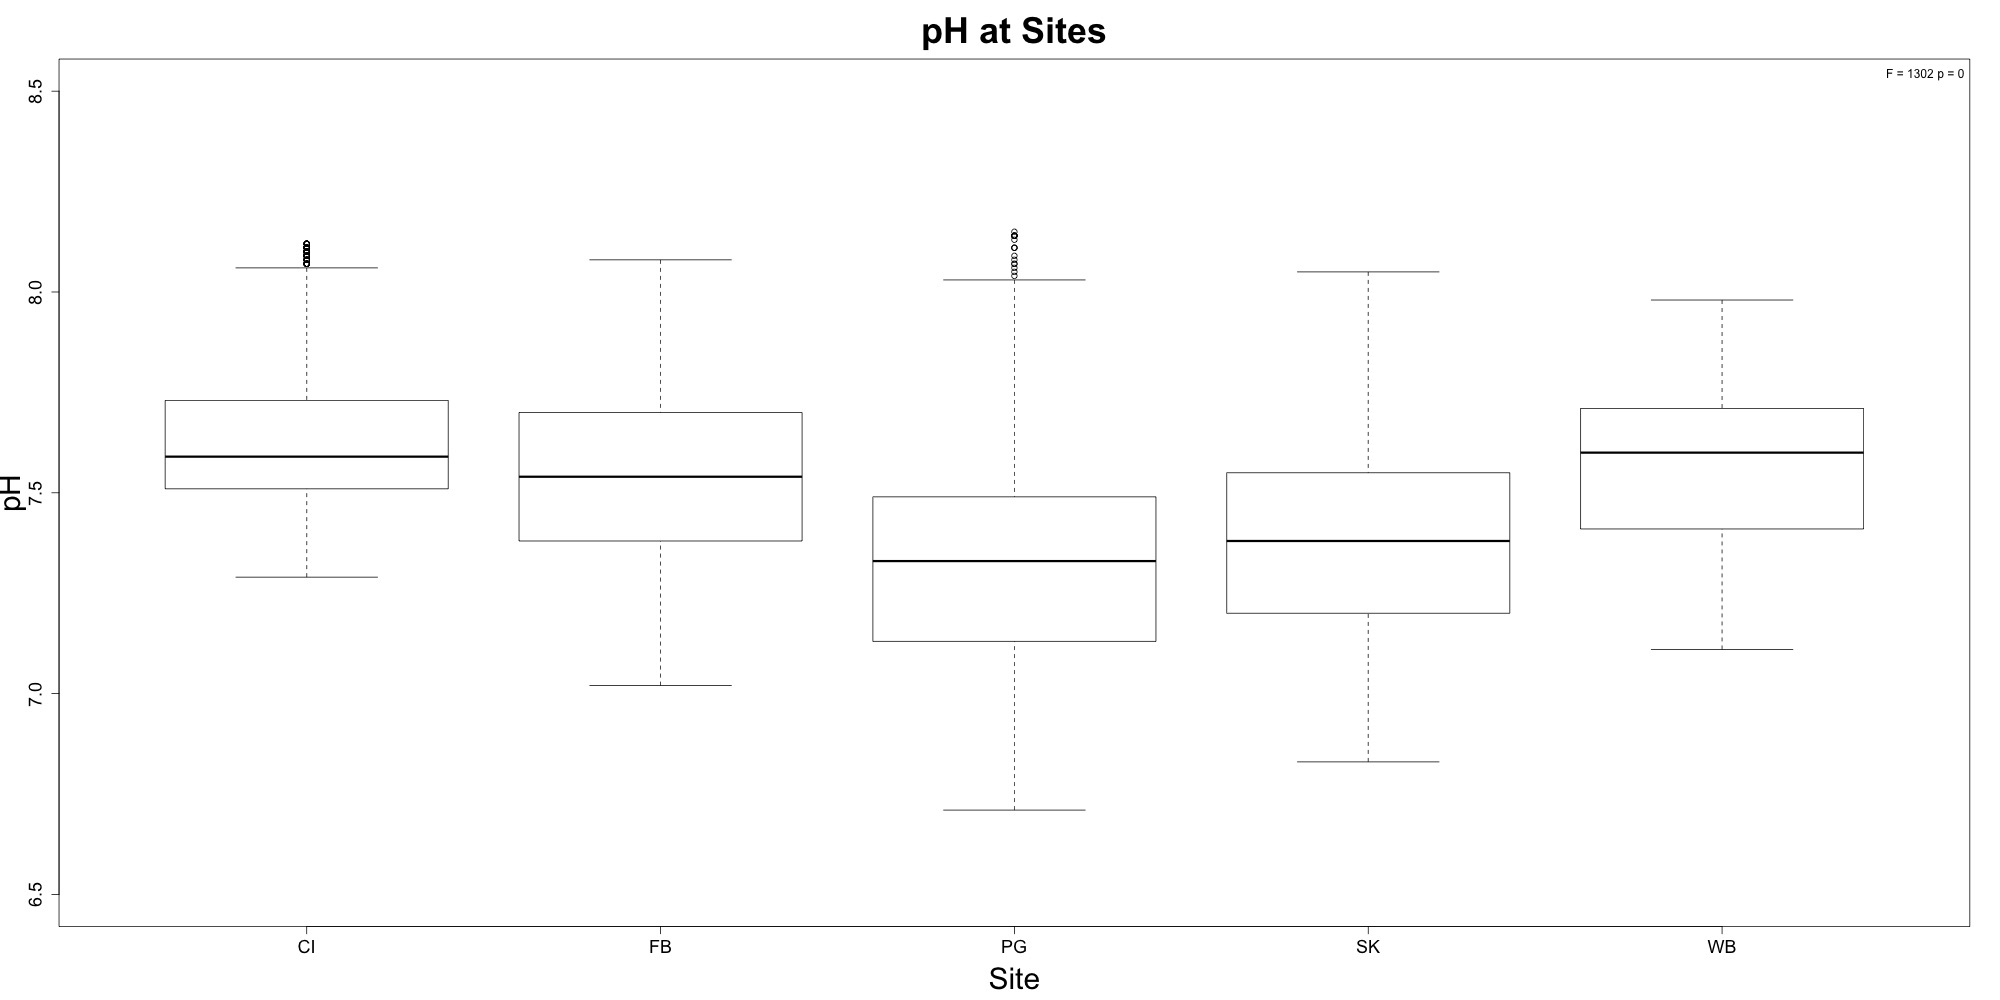 pH at Sites
F = 1302 p = 0
8.5
8.0
7.5
7.0
6.5
pH
CI
FB
PG
SK
WB
Site